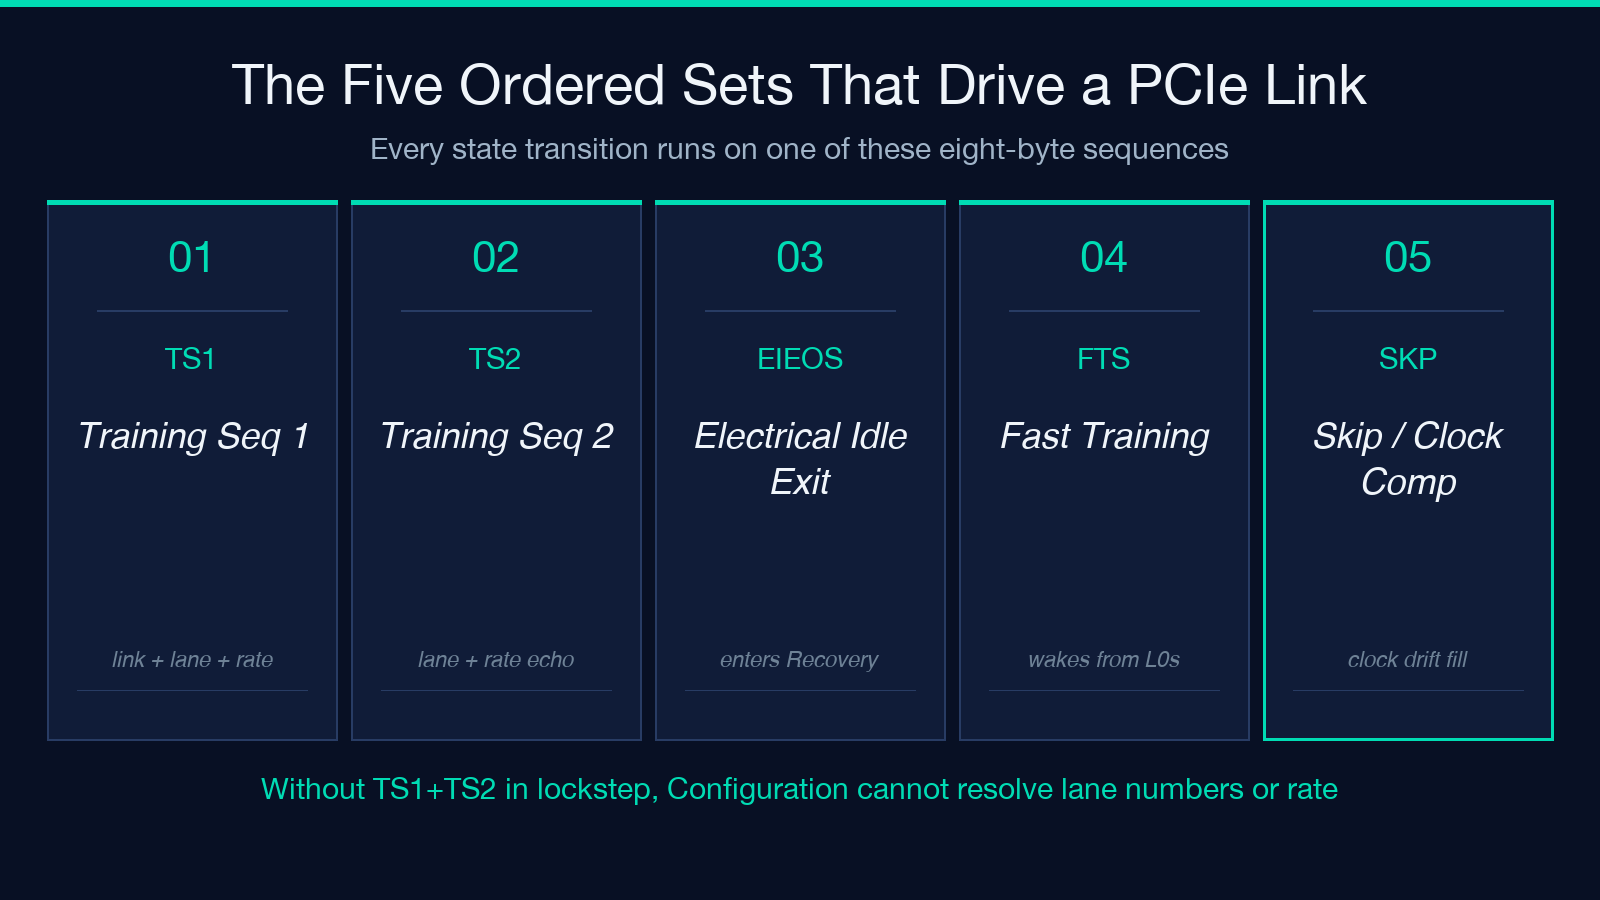 The Five Ordered Sets That Drive a PCIe Link
Every state transition runs on one of these eight-byte sequences
01
TS1
Training Seq 1
link + lane + rate
02
TS2
Training Seq 2
lane + rate echo
03
EIEOS
Electrical Idle
Exit
enters Recovery
04
FTS
Fast Training
wakes from L0s
05
SKP
Skip / Clock
Comp
clock drift fill
Without TS1+TS2 in lockstep, Configuration cannot resolve lane numbers or rate